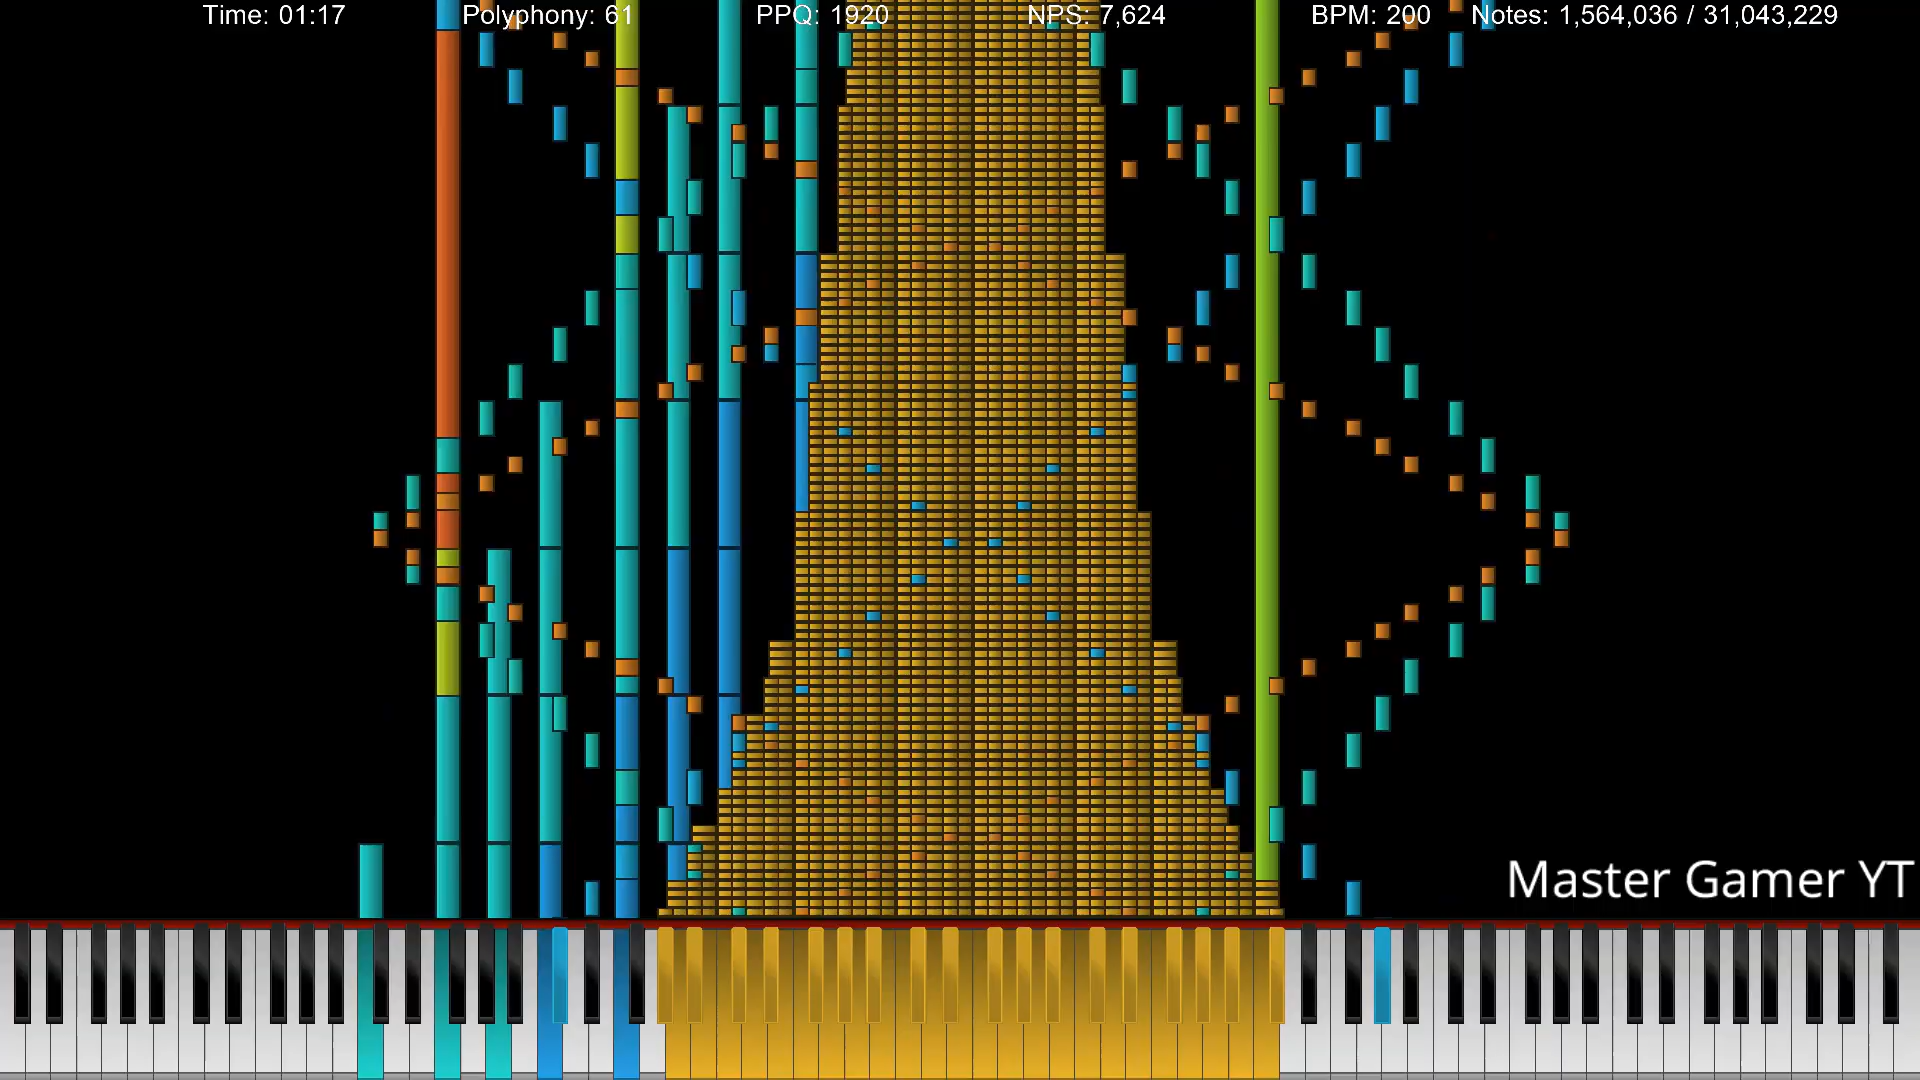 Time: 01:17 Polyphony: 61 PPQ: 1920 NPS: 7,624 BPM: 200 Notes: 1,564,036 / 31,043,229
Master Gamer YT